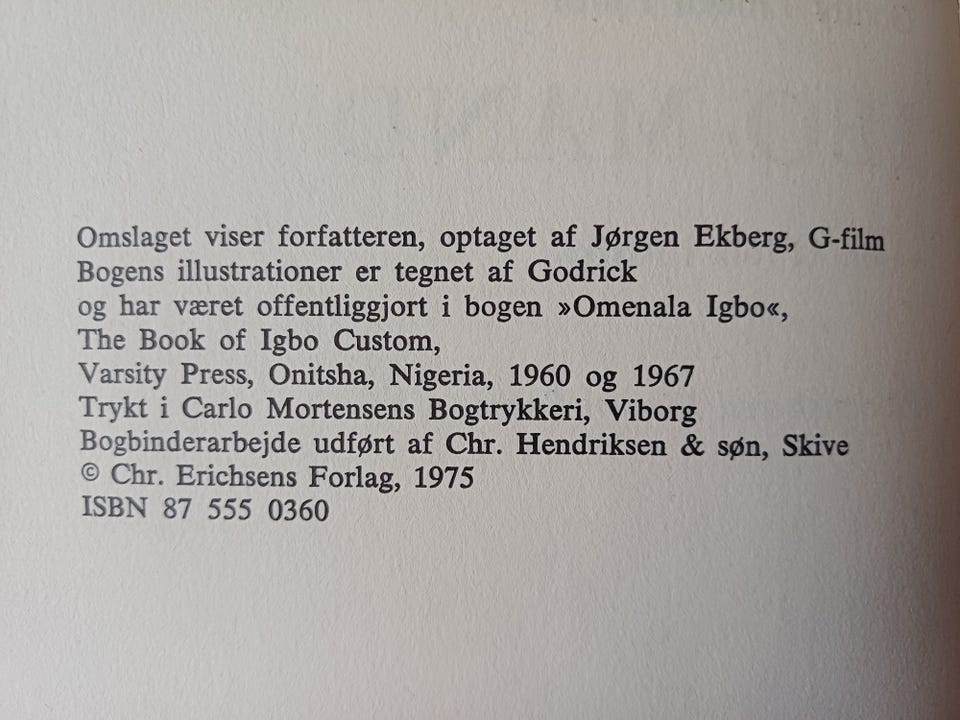 Omslaget viser forfatteren, optaget af Jørgen Ekberg, G-film
Bogens illustrationer er tegnet af Godrick
og har været offentliggjort i bogen »Omenala Igbo«,
The Book of Igbo Custom,
Varsity Press, Onitsha, Nigeria, 1960 og 1967
Trykt i Carlo Mortensens Bogtrykkeri, Viborg
Bogbinderarbejde udført af Chr. Hendriksen & søn, Skive
© Chr. Erichsens Forlag, 1975
ISBN 87 555 0360